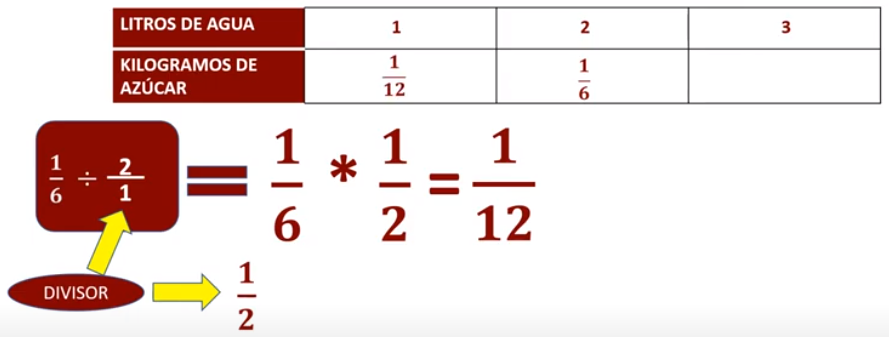 LITROS DE AGUA 1 2 3
KILOGRAMOS DE AZÚCAR 1/12 1/6
1/6 ÷ 2/1 = 1/6 * 1/2 = 1/12
DIVISOR 1/2